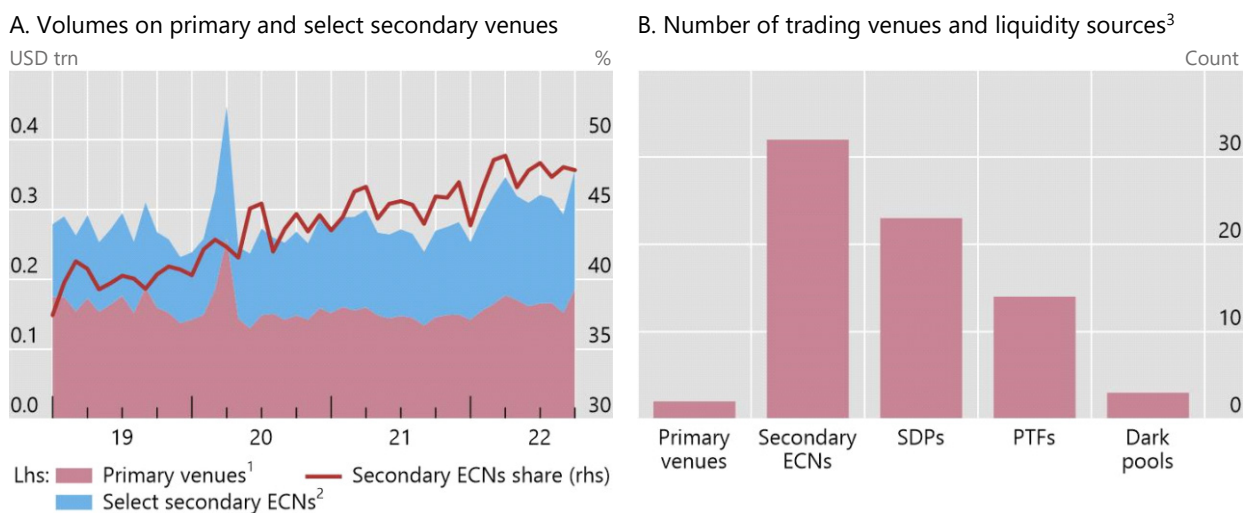 A. Volumes on primary and select secondary venues
USD trn %
0.4 50
0.3 45
0.2 40
0.1 35
0.0 30
19 20 21 22
Lhs: Primary venues¹ Secondary ECNs share (rhs)
Select secondary ECNs²
B. Number of trading venues and liquidity sources³
Count
30
20
10
0
Primary venues
Secondary ECNs
SDPs
PTFs
Dark pools